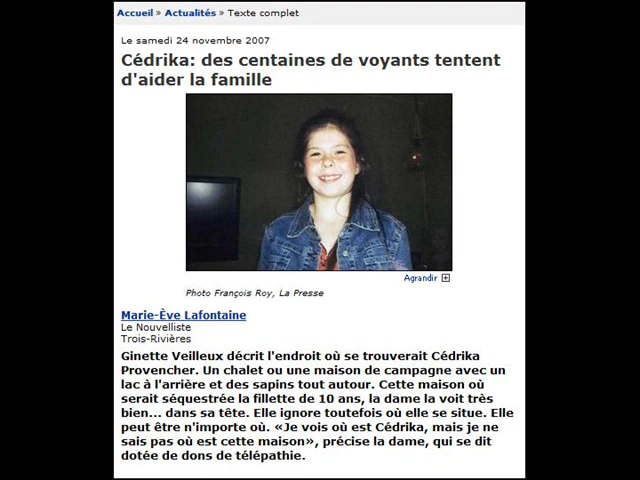 Accueil » Actualités » Texte complet
Le samedi 24 novembre 2007
Cédrika: des centaines de voyants tentent
d'aider la famille
Agrandir
Photo François Roy, La Presse
Marie-Ève Lafontaine
Le Nouvelliste
Trois-Rivières
Ginette Veilleux décrit l'endroit où se trouverait Cédrika
Provencher. Un chalet ou une maison de campagne avec un
lac à l'arrière et des sapins tout autour. Cette maison où
serait séquestrée la fillette de 10 ans, la dame la voit très
bien... dans sa tête. Elle ignore toutefois où elle se situe. Elle
peut être n'importe où. «Je vois où est Cédrika, mais je ne
sais pas où est cette maison», précise la dame, qui se dit
dotée de dons de télépathie.